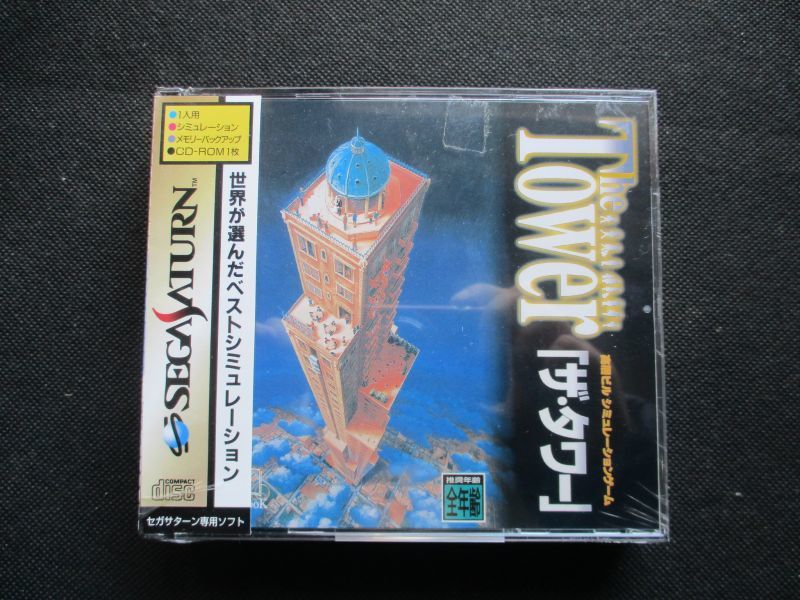 ●1人用
●シミュレーション
●メモリーバックアップ
●CD-ROM1枚
SEGA SATURN™
世界が選んだベストシミュレーション
COMPACT
disc
セガサターン専用ソフト
The
Tower
高層ビル シミュレーションゲーム
「ザ・タワー」
推奨年齢
全年齢